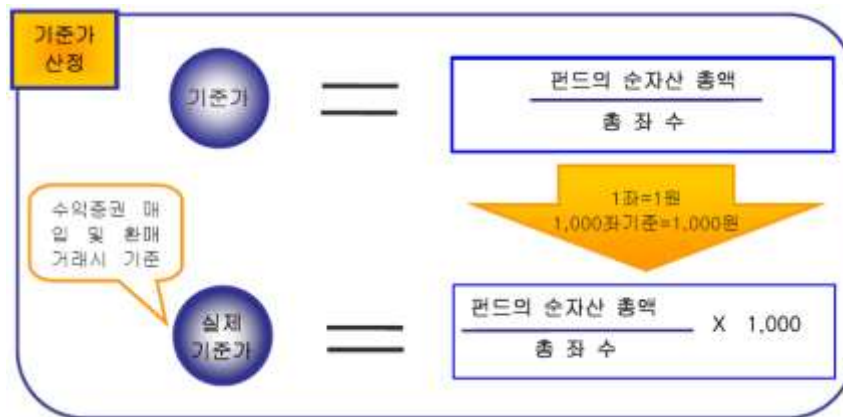 기준가
산정
기준가
펀드의 순자산 총액
총 좌 수
1좌=1원
1,000좌기준=1,000원
수익증권 매
입 및 환매
거래시 기준
실제
기준가
펀드의 순자산 총액
총 좌 수
X 1,000